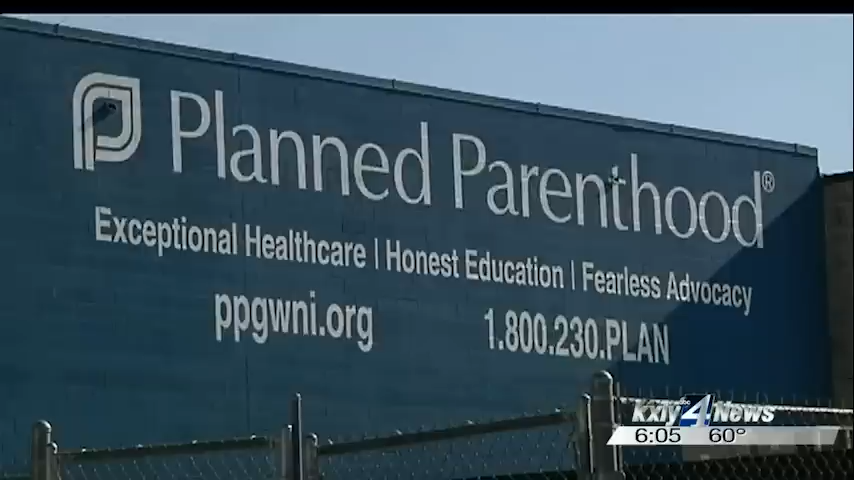 Planned Parenthood®
Exceptional Healthcare | Honest Education | Fearless Advocacy
ppgwni.org
1.800.230.PLAN
kxly abc 4 News
6:05 60°